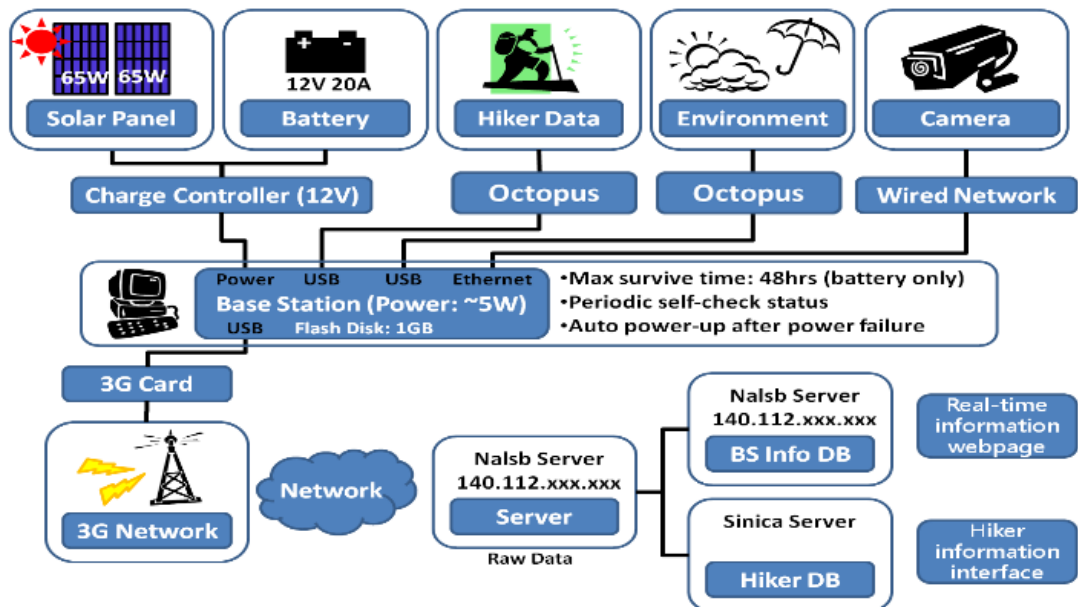 65W
65W
Solar Panel
+ -
12V 20A
Battery
Hiker Data
Environment
Camera
Charge Controller (12V)
Octopus
Octopus
Wired Network
Power
USB
USB
Ethernet
Base Station (Power: ~5W)
USB
Flash Disk: 1GB
•Max survive time: 48hrs (battery only)
•Periodic self-check status
•Auto power-up after power failure
3G Card
3G Network
Network
Nalsb Server
140.112.xxx.xxx
Server
Raw Data
Nalsb Server
140.112.xxx.xxx
BS Info DB
Real-time
information
webpage
Sinica Server
Hiker DB
Hiker
information
interface